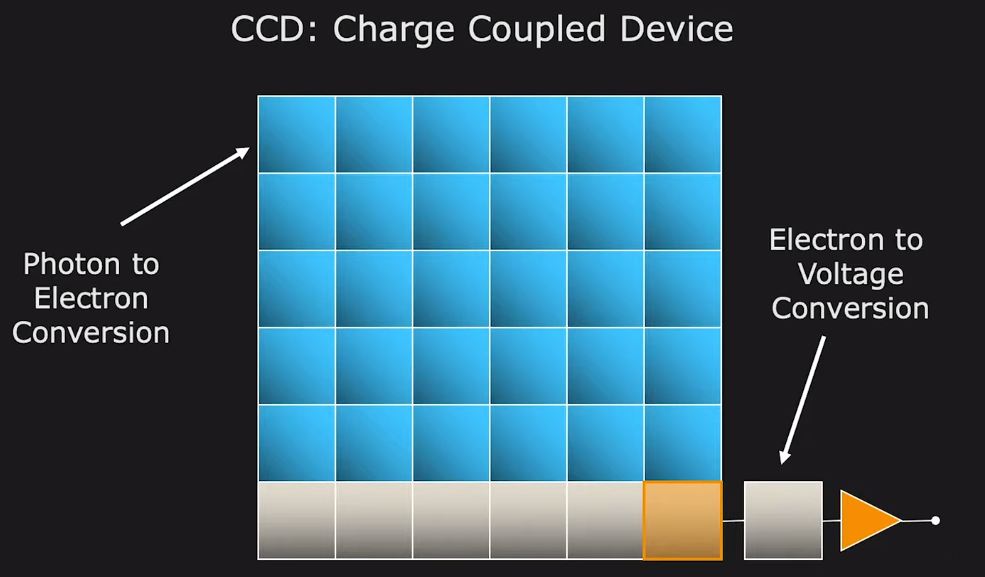 CCD: Charge Coupled Device
Photon to
Electron
Conversion
Electron to
Voltage
Conversion